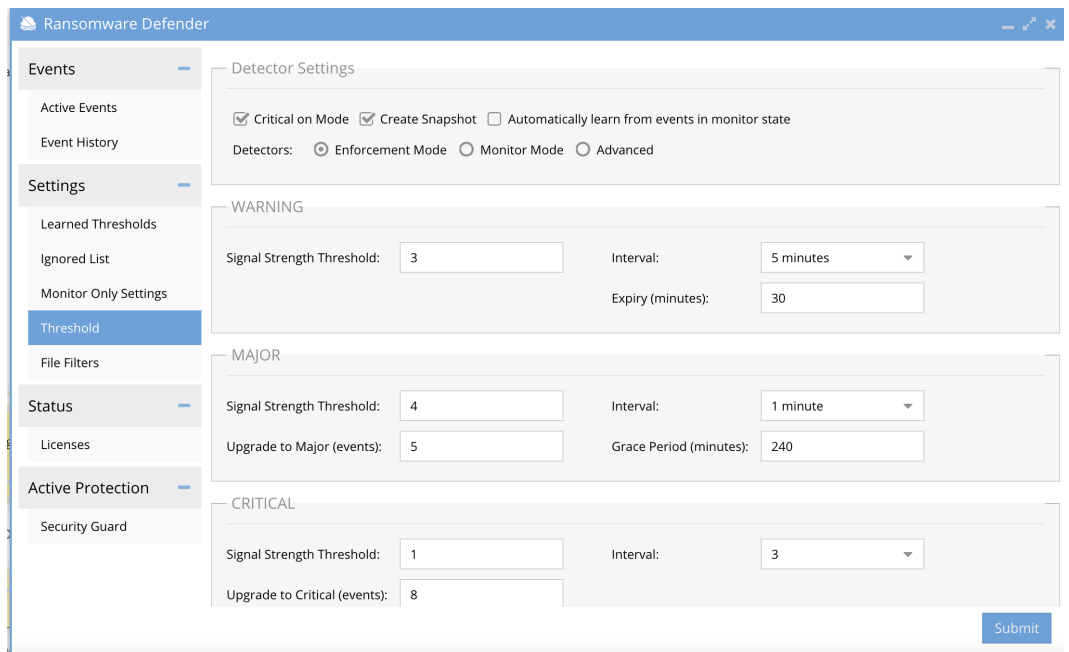 Ransomware Defender
Events
Active Events
Event History
Settings
Learned Thresholds
Ignored List
Monitor Only Settings
Threshold
File Filters
Status
Licenses
Active Protection
Security Guard
Detector Settings
Critical on Mode Create Snapshot Automatically learn from events in monitor state
Detectors: Enforcement Mode Monitor Mode Advanced
WARNING
Signal Strength Threshold: 3 Interval: 5 minutes
Expiry (minutes): 30
MAJOR
Signal Strength Threshold: 4 Interval: 1 minute
Upgrade to Major (events): 5 Grace Period (minutes): 240
CRITICAL
Signal Strength Threshold: 1 Interval: 3
Upgrade to Critical (events): 8
Submit